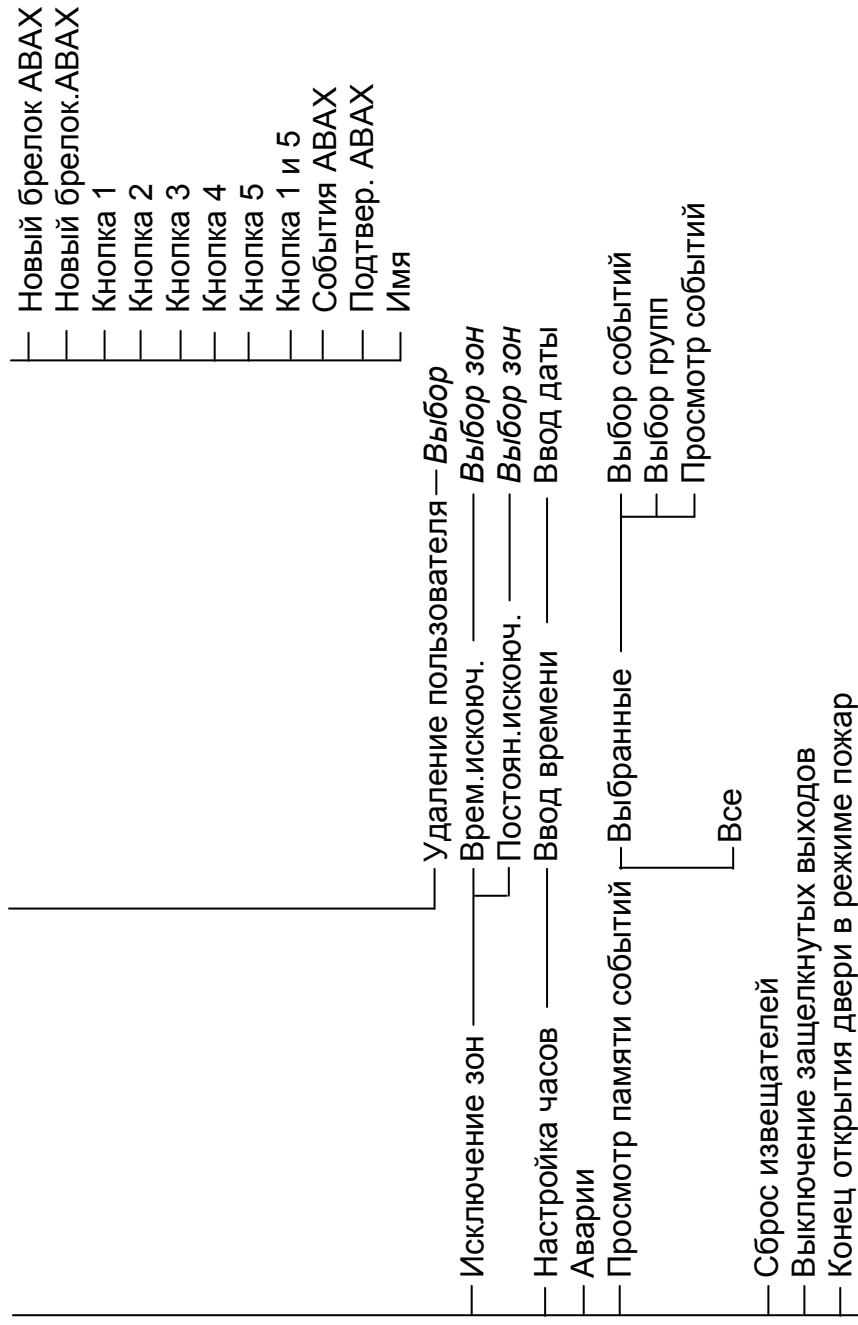 Новый брелок ABAX
Новый брелок.ABAX
Кнопка 1
Кнопка 2
Кнопка 3
Кнопка 4
Кнопка 5
Кнопка 1 и 5
События ABAX
Подтвер. ABAX
Имя
Удаление пользователя Выбор
Исключение зон Врем.искоюч. Выбор зон
Постоян.искоюч. Выбор зон
Настройка часов Ввод времени Ввод даты
Аварии
Просмотр памяти событий Выбранные Выбор событий
Выбор групп
Просмотр событий
Все
Сброс извещателей
Выключение защелкнутых выходов
Конец открытия двери в режиме пожар